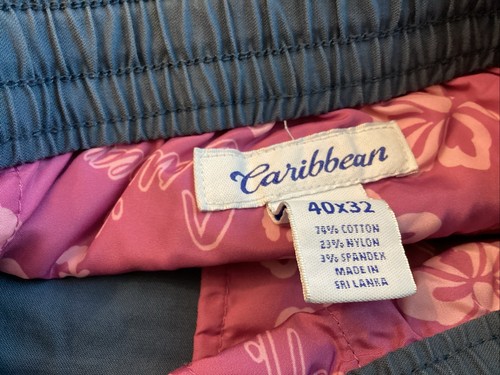 Caribbean
40x32
74% COTTON
23% NYLON
3% SPANDEX
MADE IN
SRI LANKA